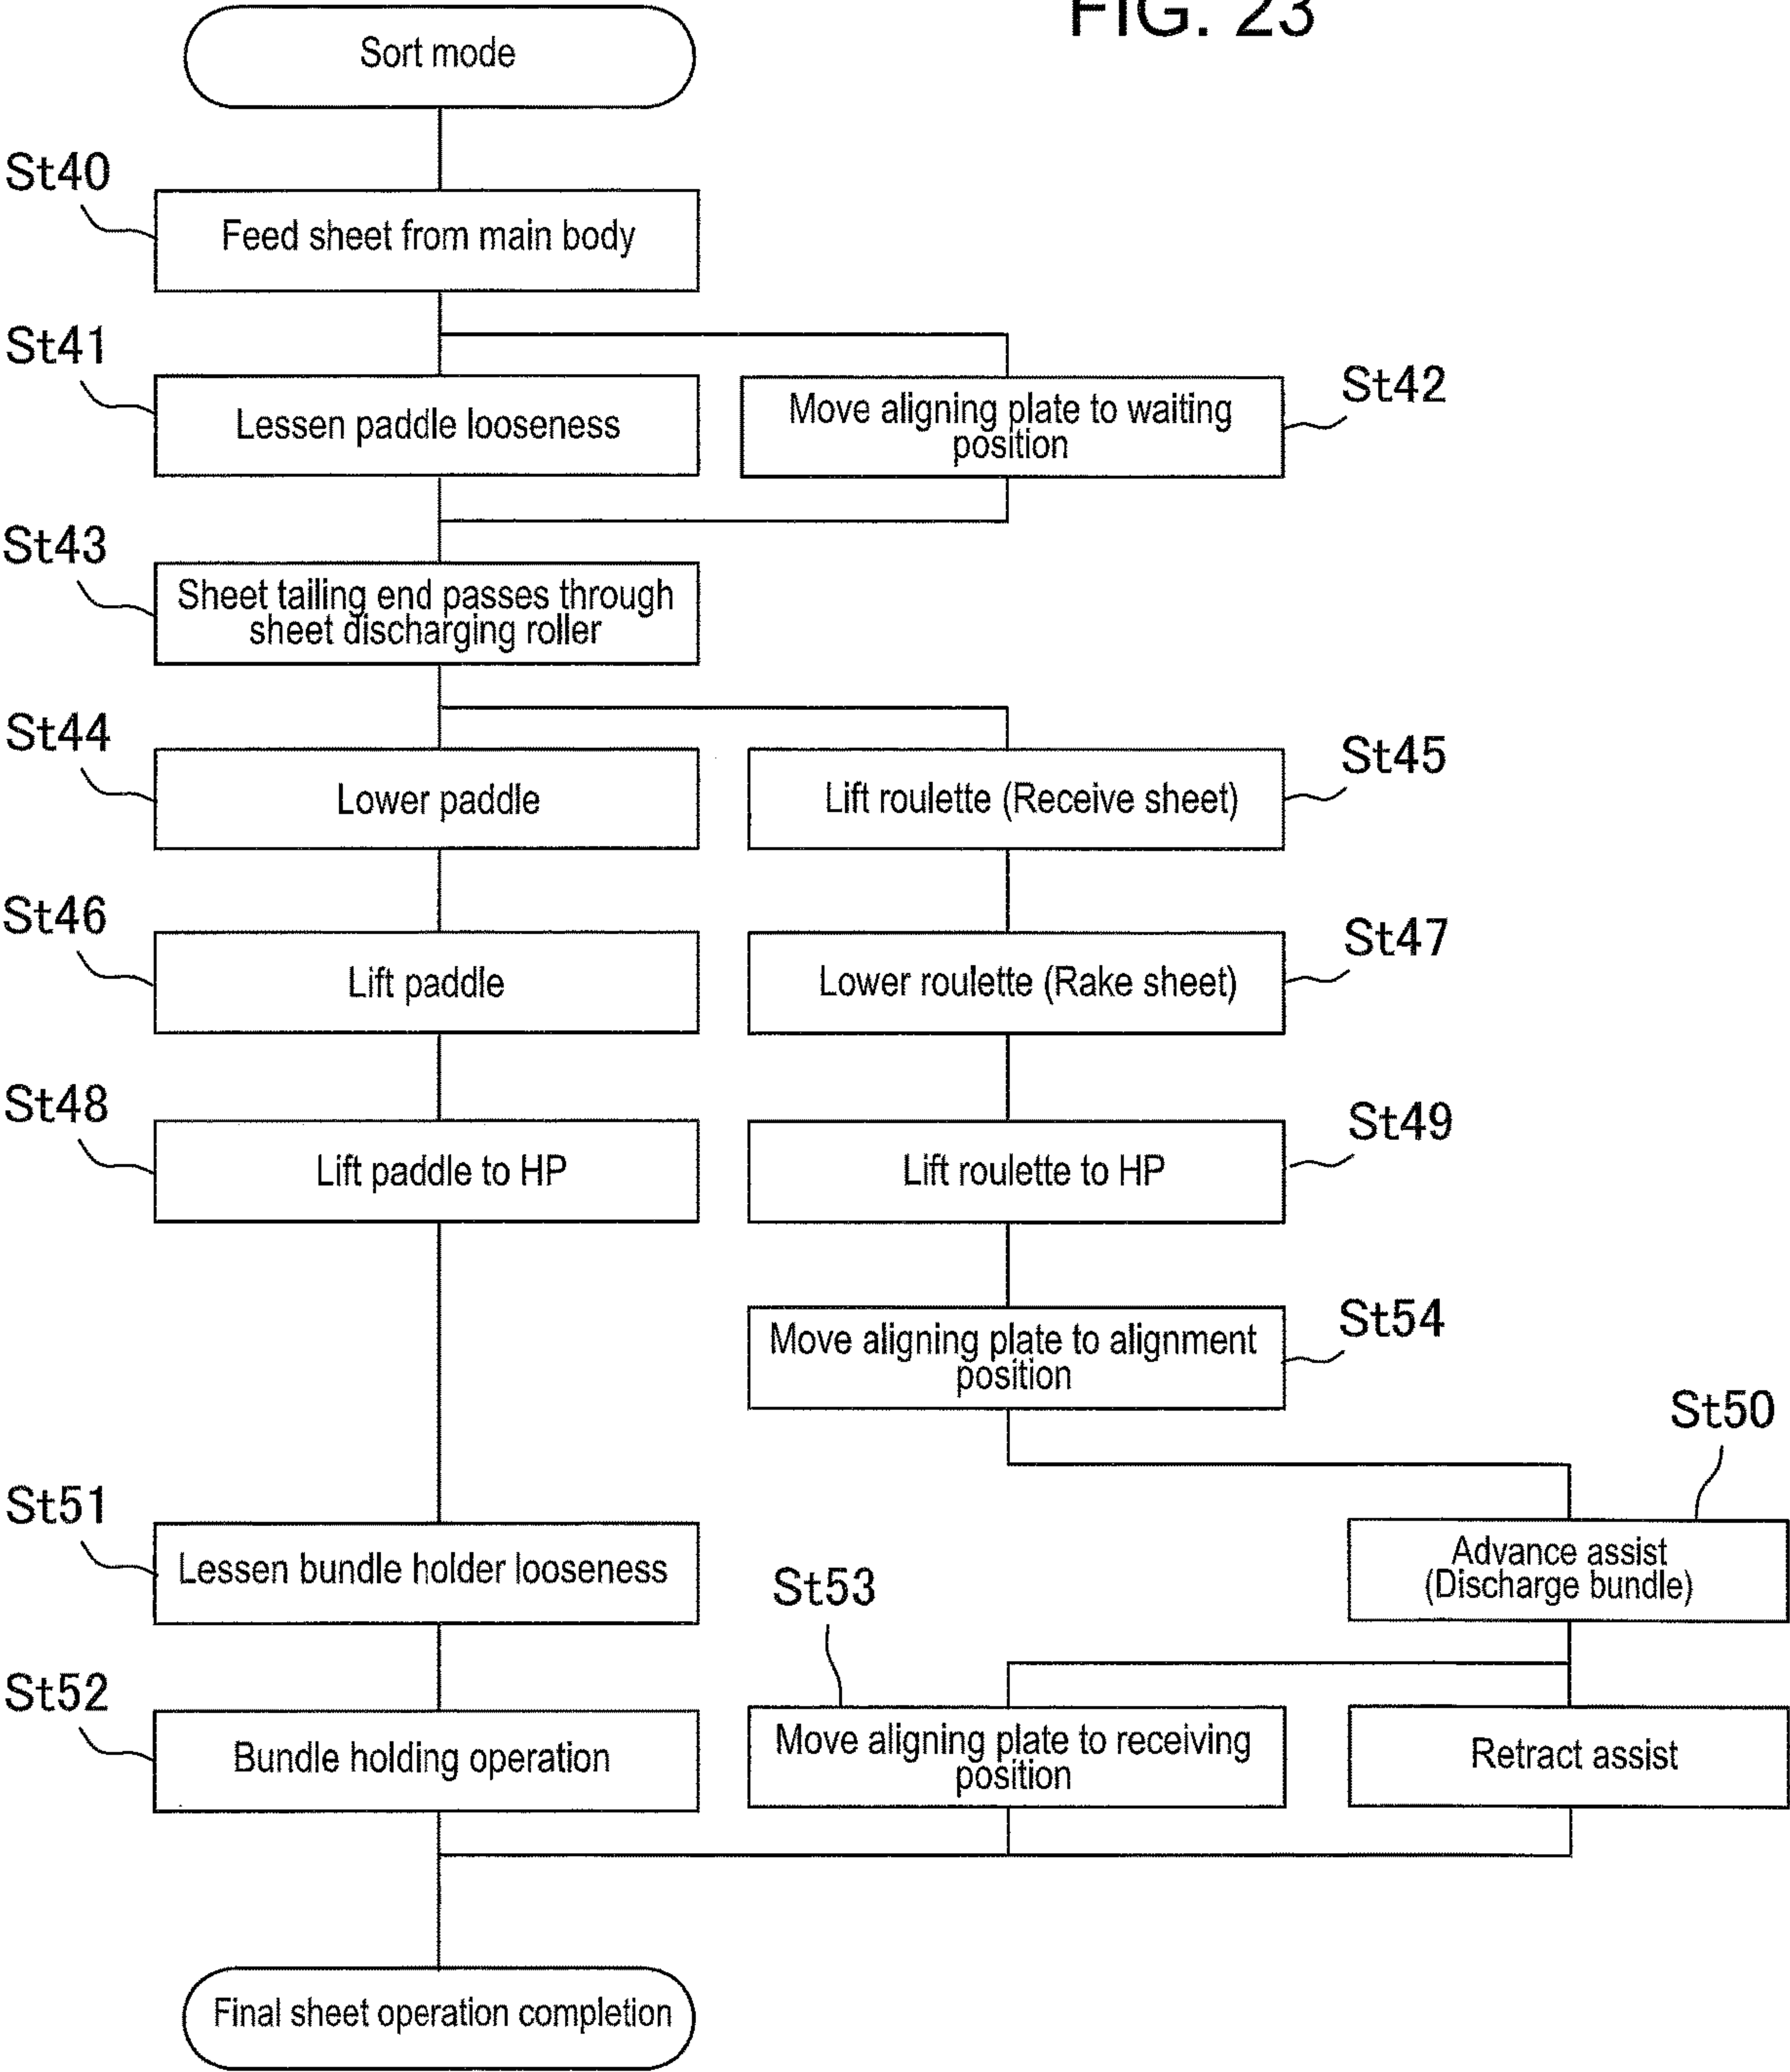 FIG. 23
Sort mode
St40
Feed sheet from main body
St41
Lessen paddle looseness
Move aligning plate to waiting
position
St42
St43
Sheet tailing end passes through
sheet discharging roller
St44
Lower paddle
Lift roulette (Receive sheet)
St45
St46
Lift paddle
Lower roulette (Rake sheet)
St47
St48
Lift paddle to HP
Lift roulette to HP
St49
Move aligning plate to alignment
position
St54
St50
Advance assist
(Discharge bundle)
St51
Lessen bundle holder looseness
St53
St52
Bundle holding operation
Move aligning plate to receiving
position
Retract assist
Final sheet operation completion